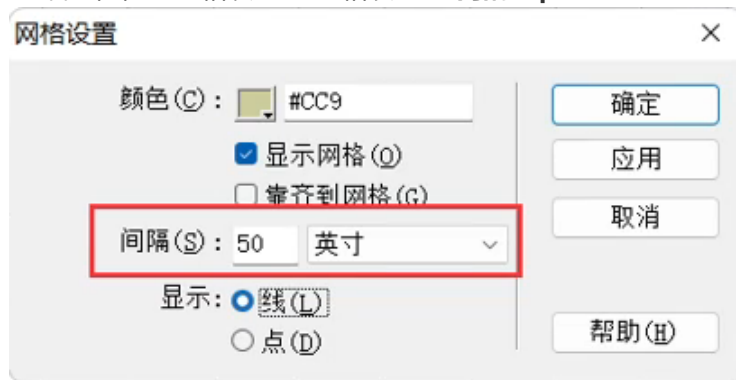 网格设置
颜色(C): #CC9
确定
显示网格(O)
应用
靠齐到网格(G)
取消
间隔(S): 50 英寸
显示: 线(L)
点(D)
帮助(H)